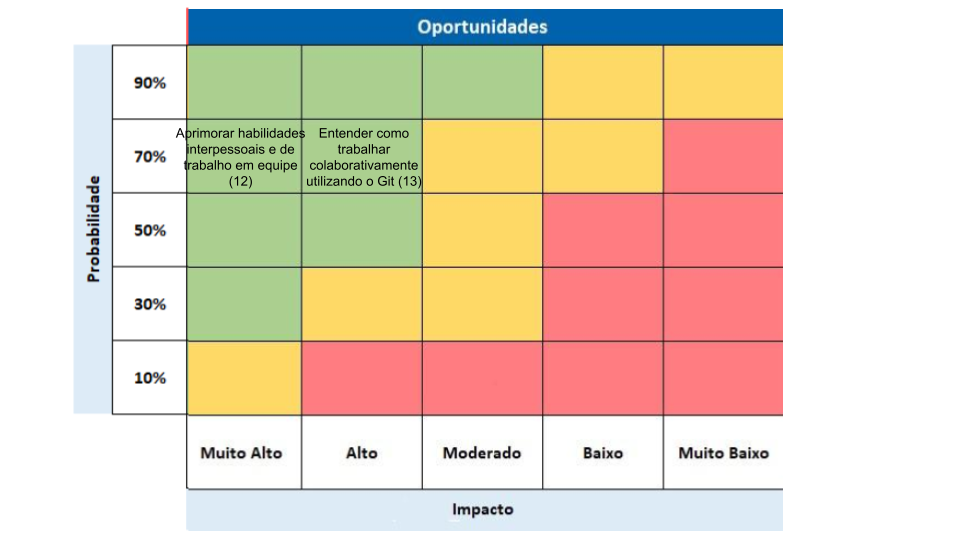 Oportunidades
90%
Aprimorar habilidades
interpessoais e de
trabalho em equipe
(12)
Entender como
trabalhar
colaborativamente
utilizando o Git (13)
70%
50%
30%
10%
Probabilidade
Muito Alto
Alto
Moderado
Baixo
Muito Baixo
Impacto